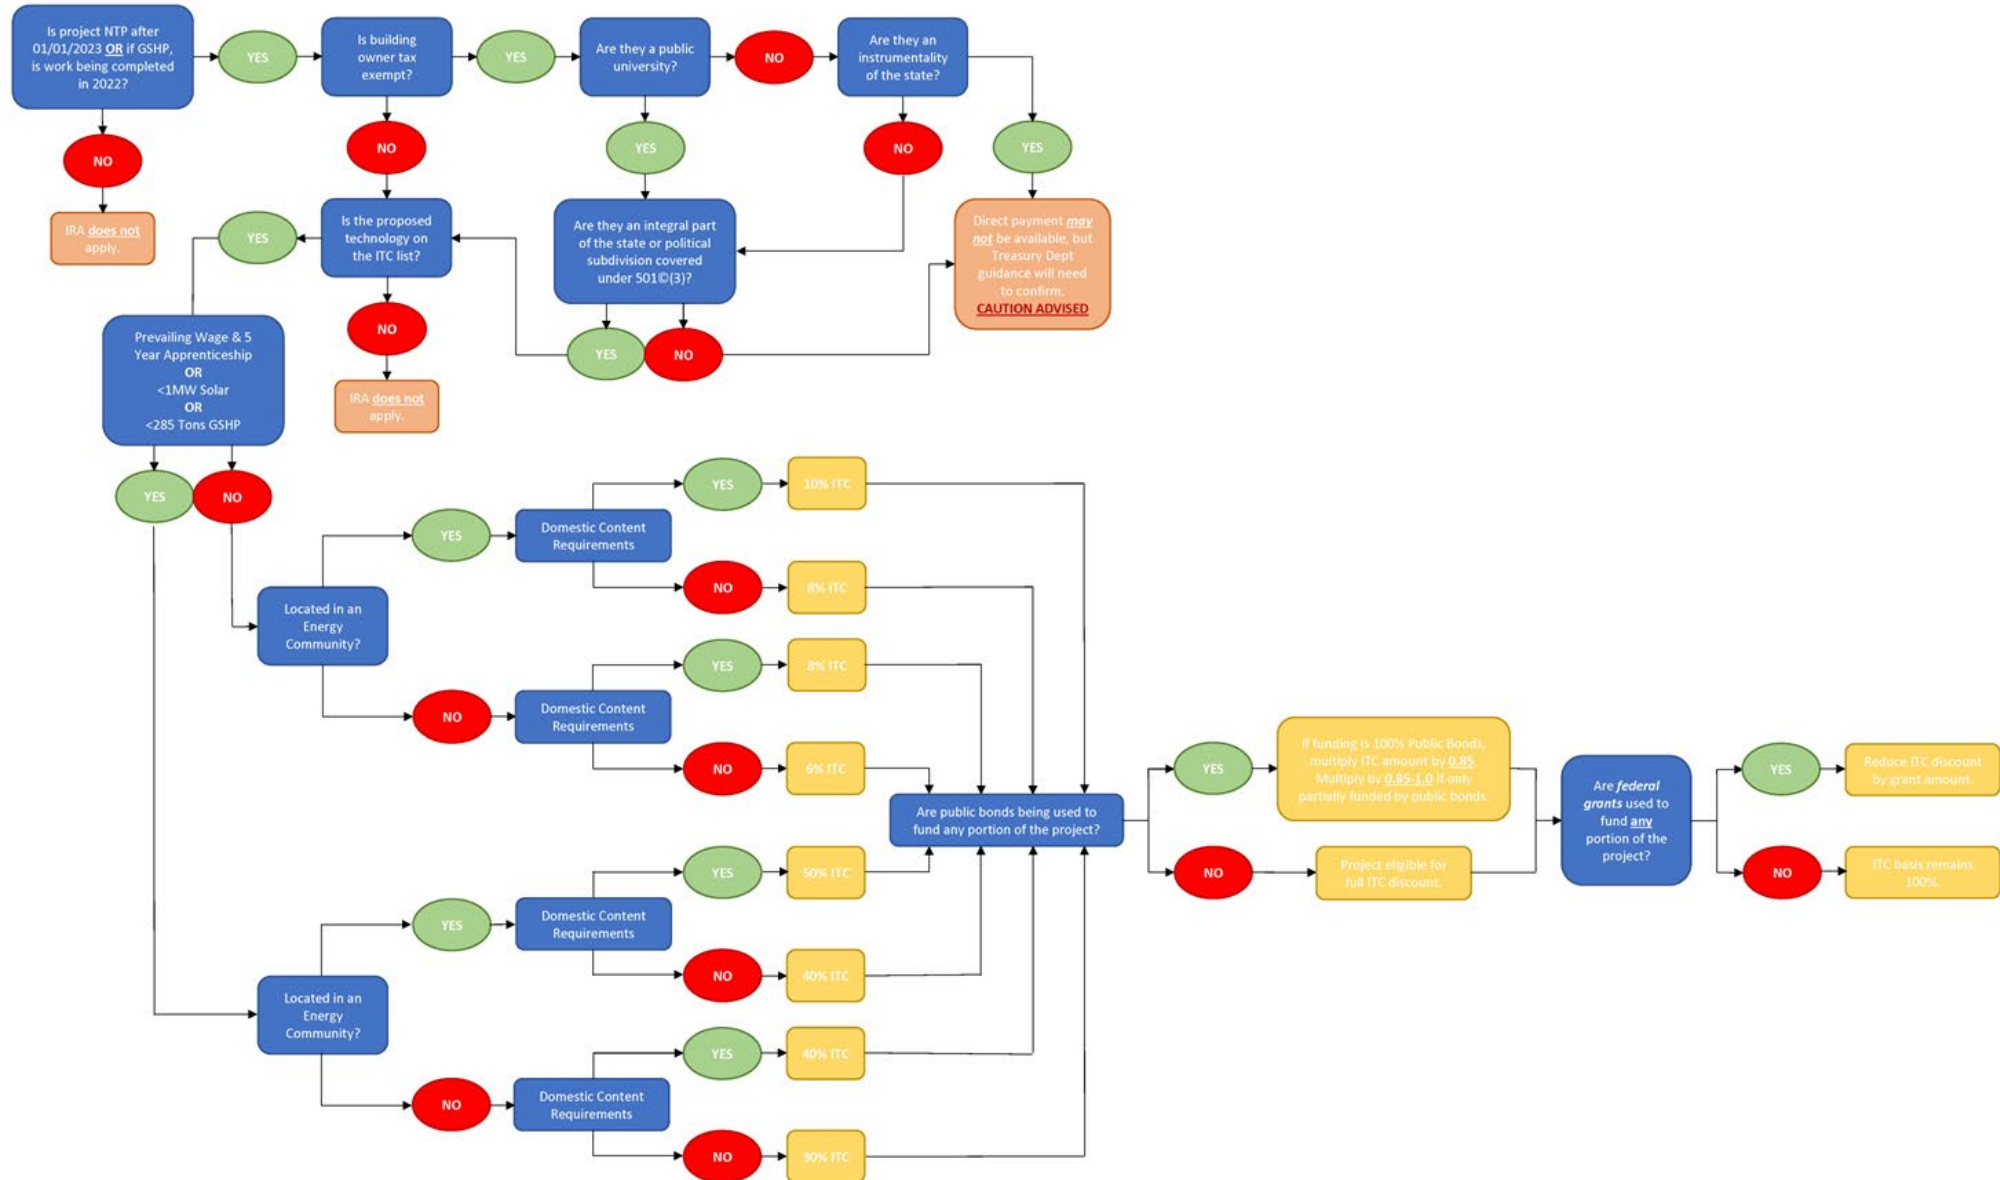 Is project NTP after
01/01/2023 OR if GSHP,
is work being completed
in 2022?
YES
Is building
owner tax
exempt?
YES
Are they a public
university?
NO
Are they an
instrumentality
of the state?
NO
NO
YES
NO
YES
IRA does not
apply.
YES
Is the proposed
technology on
the ITC list?
Are they an integral part
of the state or political
subdivision covered
under 501©(3)?
Direct payment may
not be available, but
Treasury Dept
guidance will need
to confirm.
CAUTION ADVISED
NO
YES
NO
IRA does not
apply.
Prevailing Wage & 5
Year Apprenticeship
OR
<1MW Solar
OR
<285 Tons GSHP
YES
NO
Located in an
Energy
Community?
YES
Domestic Content
Requirements
YES
10% ITC
NO
8% ITC
NO
Domestic Content
Requirements
YES
8% ITC
NO
6% ITC
Located in an
Energy
Community?
YES
Domestic Content
Requirements
YES
50% ITC
NO
40% ITC
NO
Domestic Content
Requirements
YES
40% ITC
NO
30% ITC
Are public bonds being used to
fund any portion of the project?
YES
If funding is 100% Public Bonds,
multiply ITC amount by 0.85.
Multiply by 0.85-1.0 if only
partially funded by public bonds.
NO
Project eligible for
full ITC discount.
Are federal
grants used to
fund any
portion of the
project?
YES
Reduce ITC discount
by grant amount.
NO
ITC basis remains
100%.